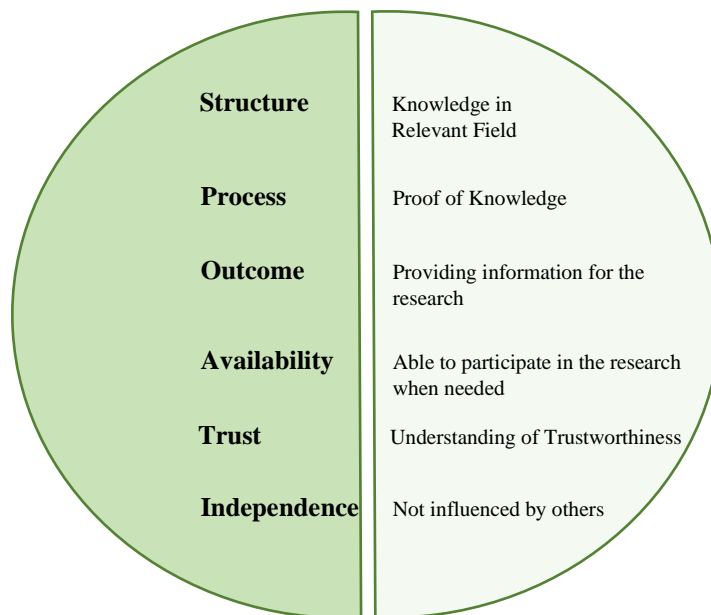 Structure
Knowledge in
Relevant Field
Process
Proof of Knowledge
Outcome
Providing information for the
research
Availability
Able to participate in the research
when needed
Trust
Understanding of Trustworthiness
Independence
Not influenced by others